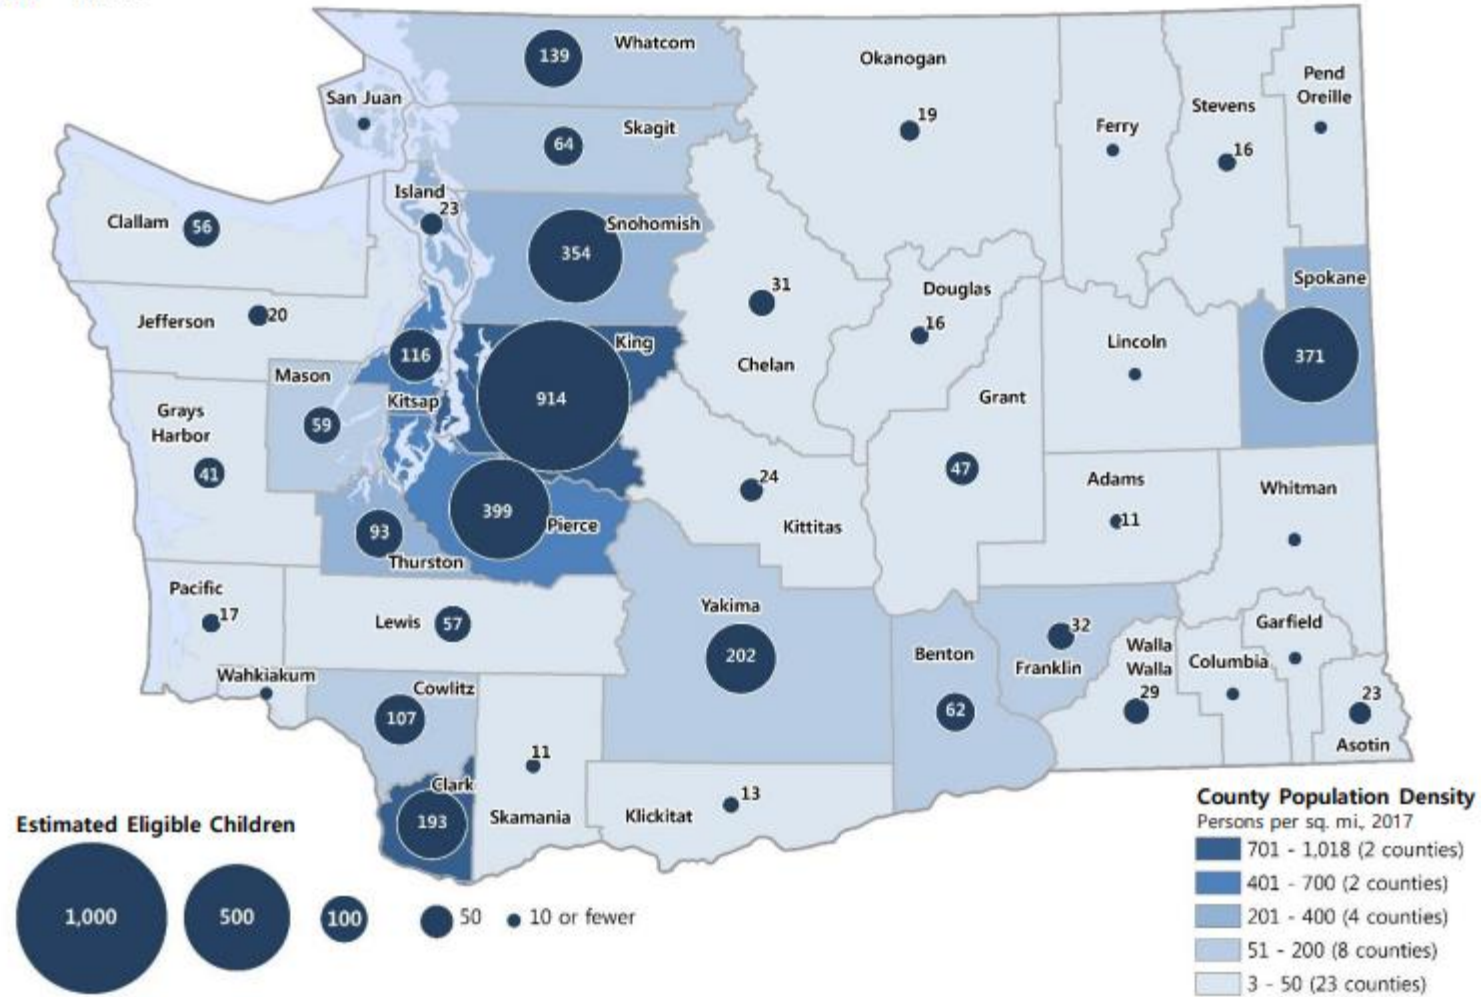 Whatcom
139
Okanogan
19
Pend
Oreille
Stevens
16
Ferry
San Juan
Skagit
64
Island
23
Clallam
56
Snohomish
354
Spokane
371
31
Chelan
Douglas
16
Jefferson
20
116
Kitsap
King
914
Lincoln
Mason
59
Grant
47
Grays
Harbor
41
24
Kittitas
Adams
11
Whitman
399
Pierce
93
Thurston
Pacific
17
Lewis
57
Yakima
202
Benton
62
32
Franklin
Walla
Walla
29
Columbia
Garfield
23
Asotin
Wahkiakum
Cowlitz
107
11
Skamania
Clark
193
Klickitat
13
Estimated Eligible Children
1,000
500
100
50
10 or fewer
County Population Density
Persons per sq. mi., 2017
701 - 1,018 (2 counties)
401 - 700 (2 counties)
201 - 400 (4 counties)
51 - 200 (8 counties)
3 - 50 (23 counties)